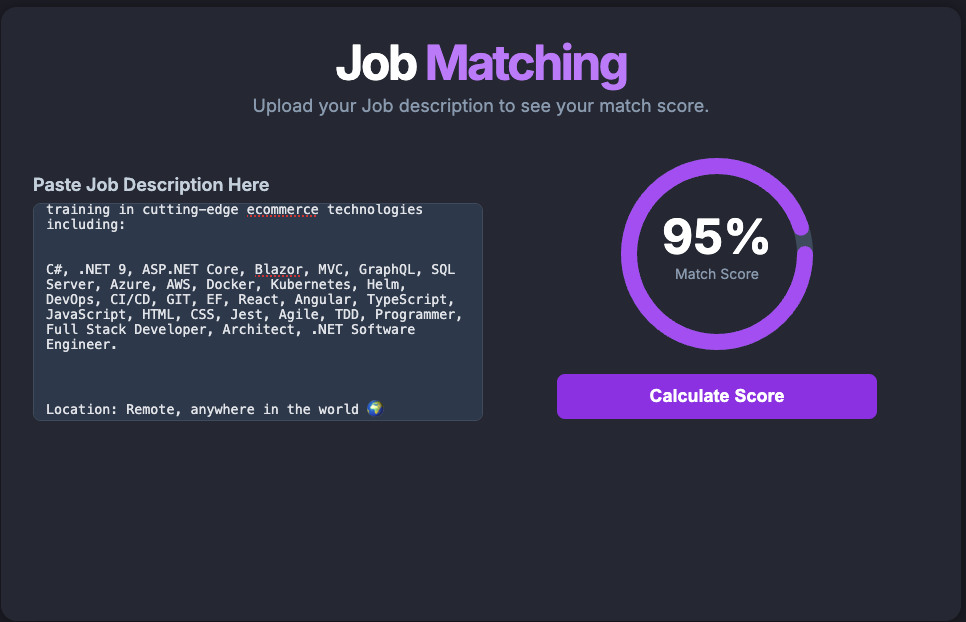 Job Matching
Upload your Job description to see your match score.
Paste Job Description Here
training in cutting-edge ecommerce technologies
including:
C#, .NET 9, ASP.NET Core, Blazor, MVC, GraphQL, SQL
Server, Azure, AWS, Docker, Kubernetes, Helm,
DevOps, CI/CD, GIT, EF, React, Angular, TypeScript,
JavaScript, HTML, CSS, Jest, Agile, TDD, Programmer,
Full Stack Developer, Architect, .NET Software
Engineer.
Location: Remote, anywhere in the world 🌍
95%
Match Score
Calculate Score